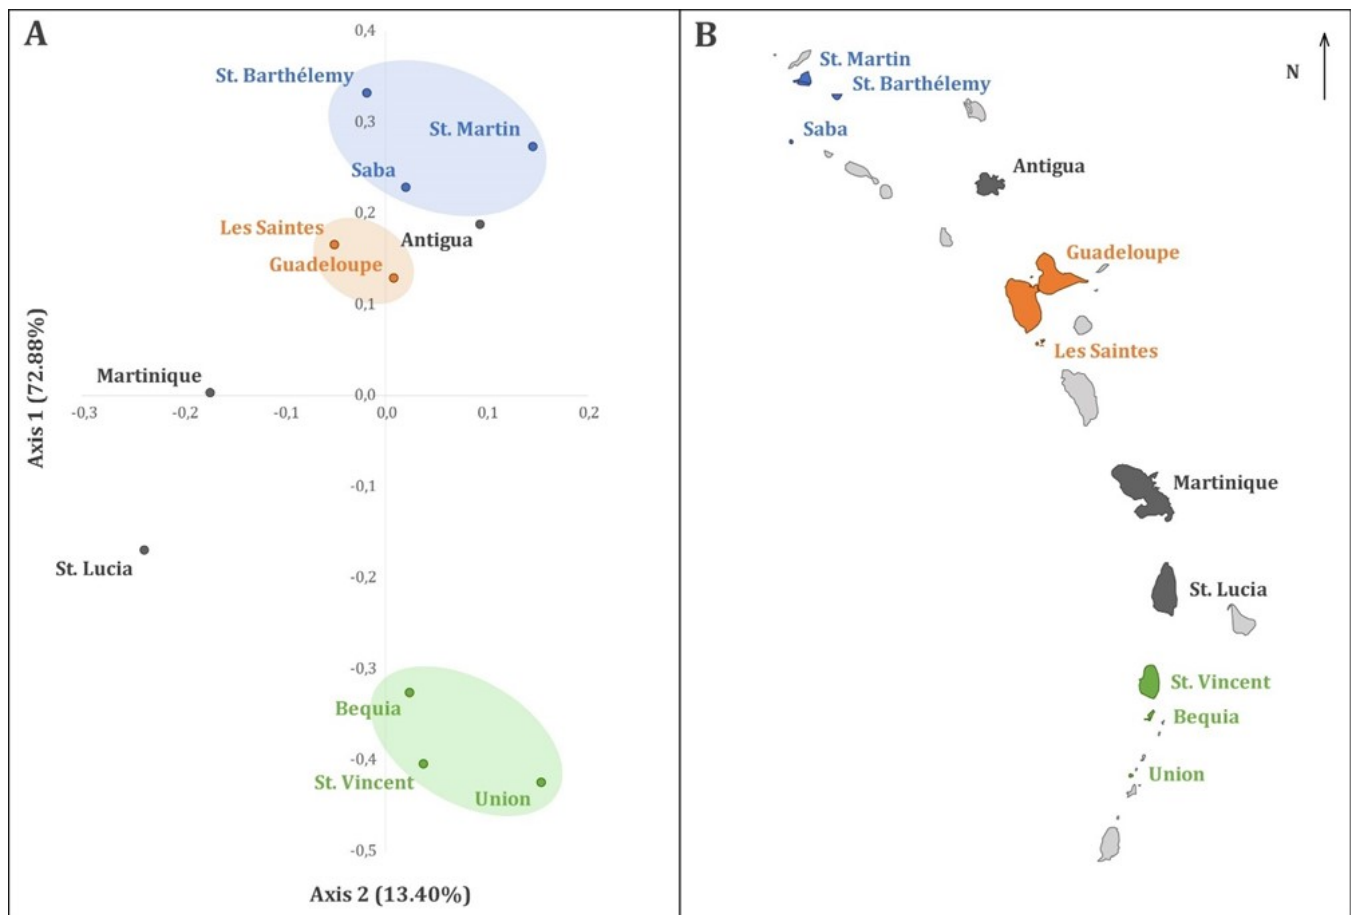 A
0,4
St. Barthélemy
0,3
St. Martin
Saba
0,2
Les Saintes
Antigua
Guadeloupe
0,1
Martinique
0,0
-0,3
-0,2
-0,1
0,0
0,1
0,2
Axis 1 (72.88%)
-0,1
St. Lucia
-0,2
-0,3
Bequia
-0,4
St. Vincent
Union
-0,5
Axis 2 (13.40%)
B
N
St. Martin
St. Barthélemy
Saba
Antigua
Guadeloupe
Les Saintes
Martinique
St. Lucia
St. Vincent
Bequia
Union